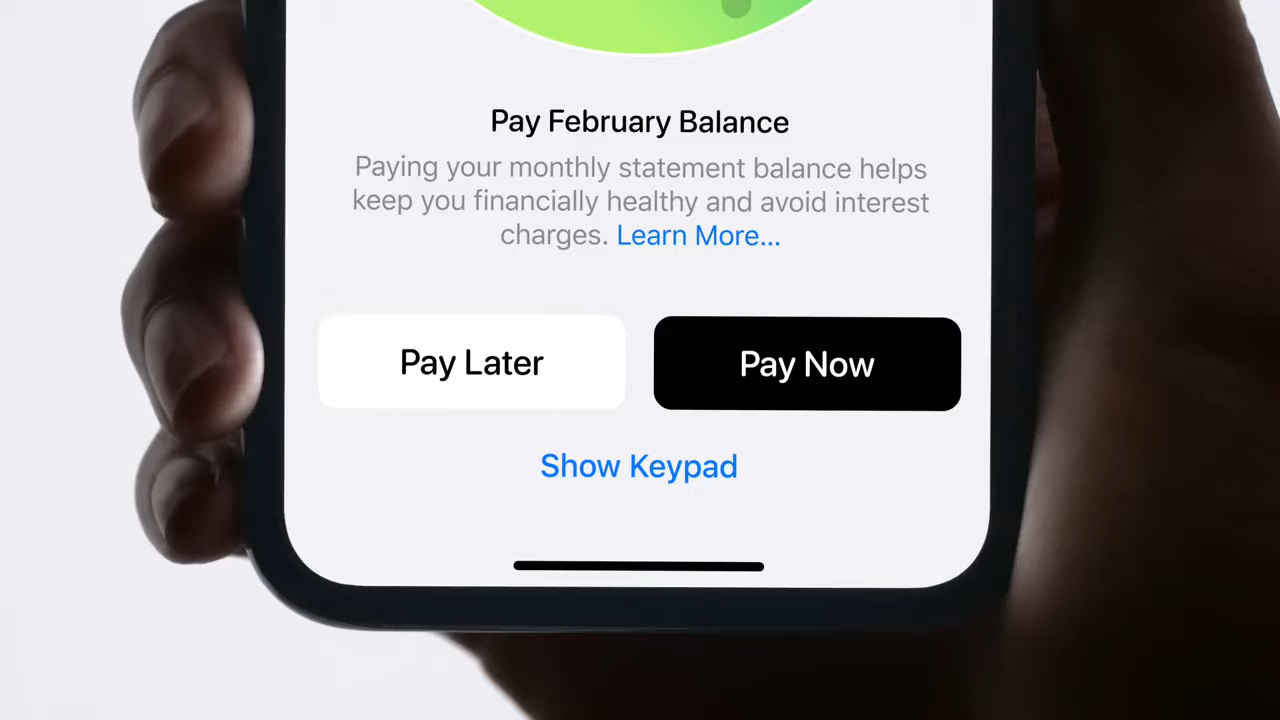 Pay February Balance
Paying your monthly statement balance helps
keep you financially healthy and avoid interest
charges. Learn More...
Pay Later
Pay Now
Show Keypad